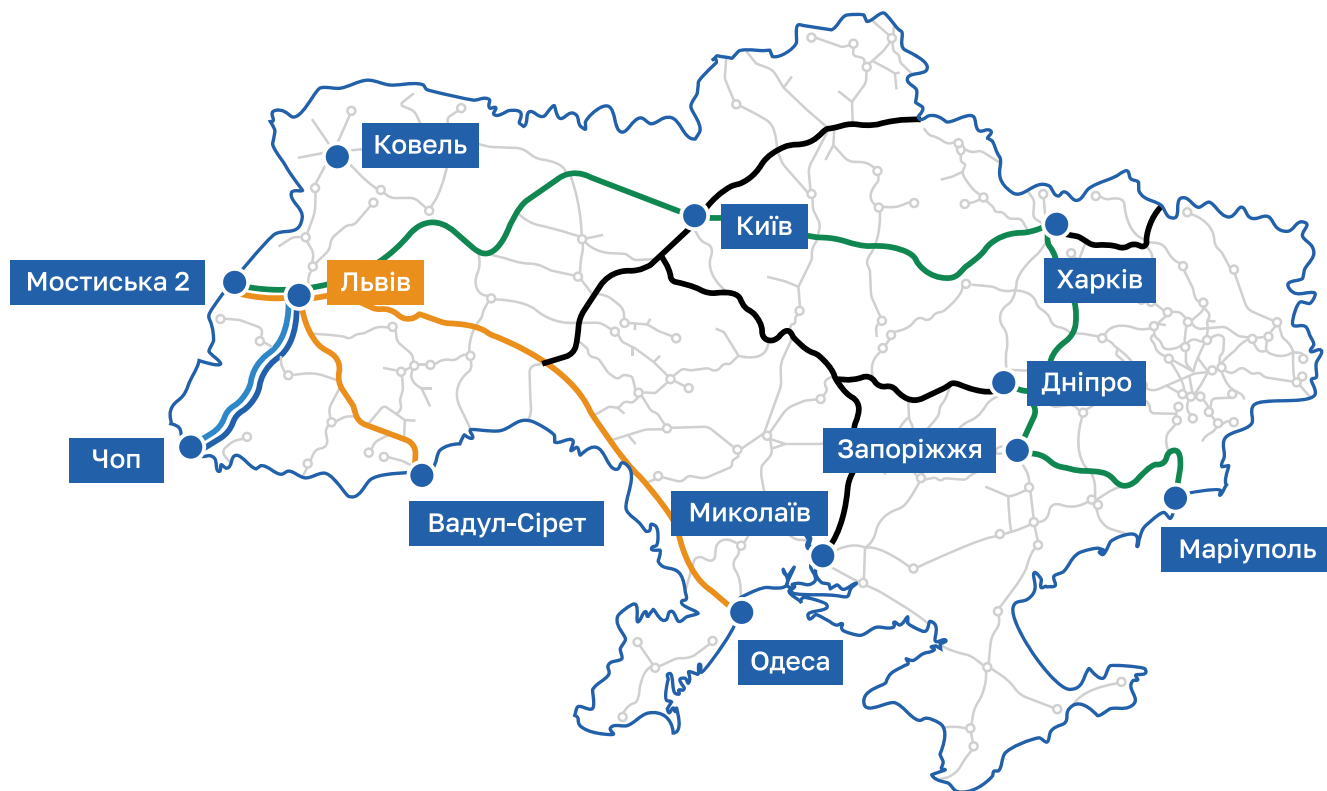 Ковель
Київ
Мостиська 2
Львів
Харків
Дніпро
Чоп
Запоріжжя
Вадул-Сірет
Миколаїв
Маріуполь
Одеса